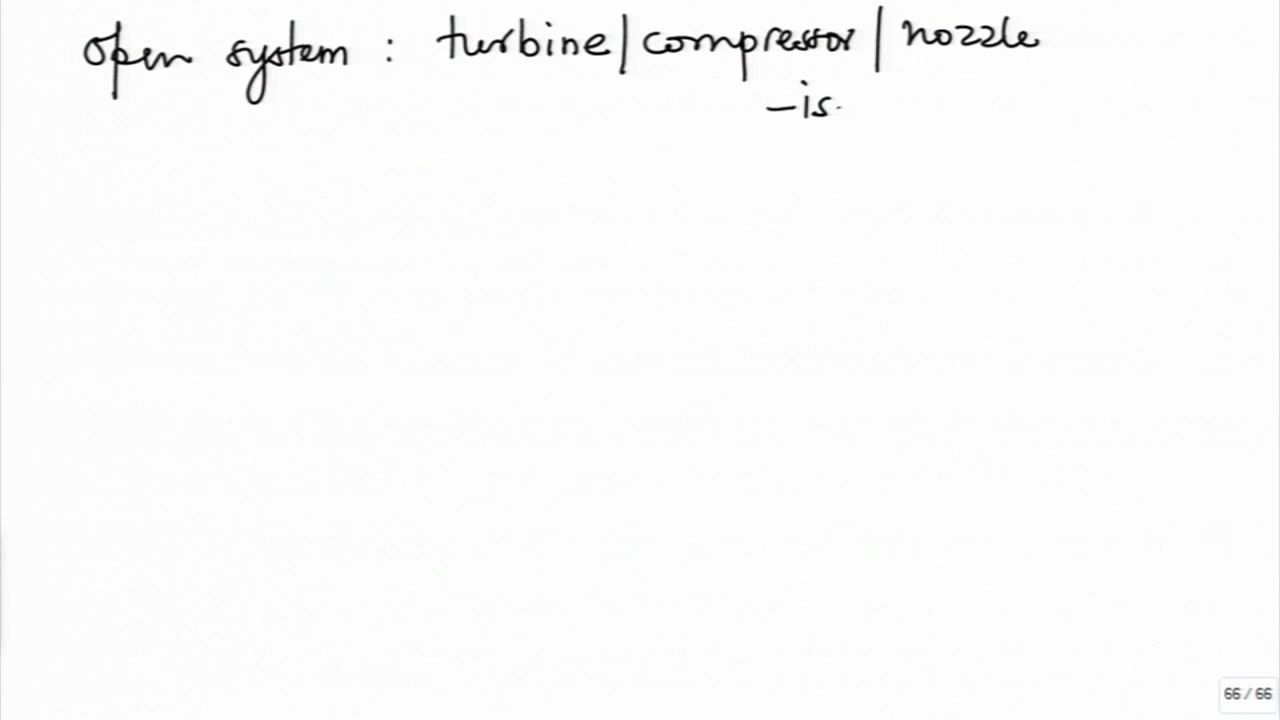 open system : turbine/compressor/nozzle
-is.
66 / 66